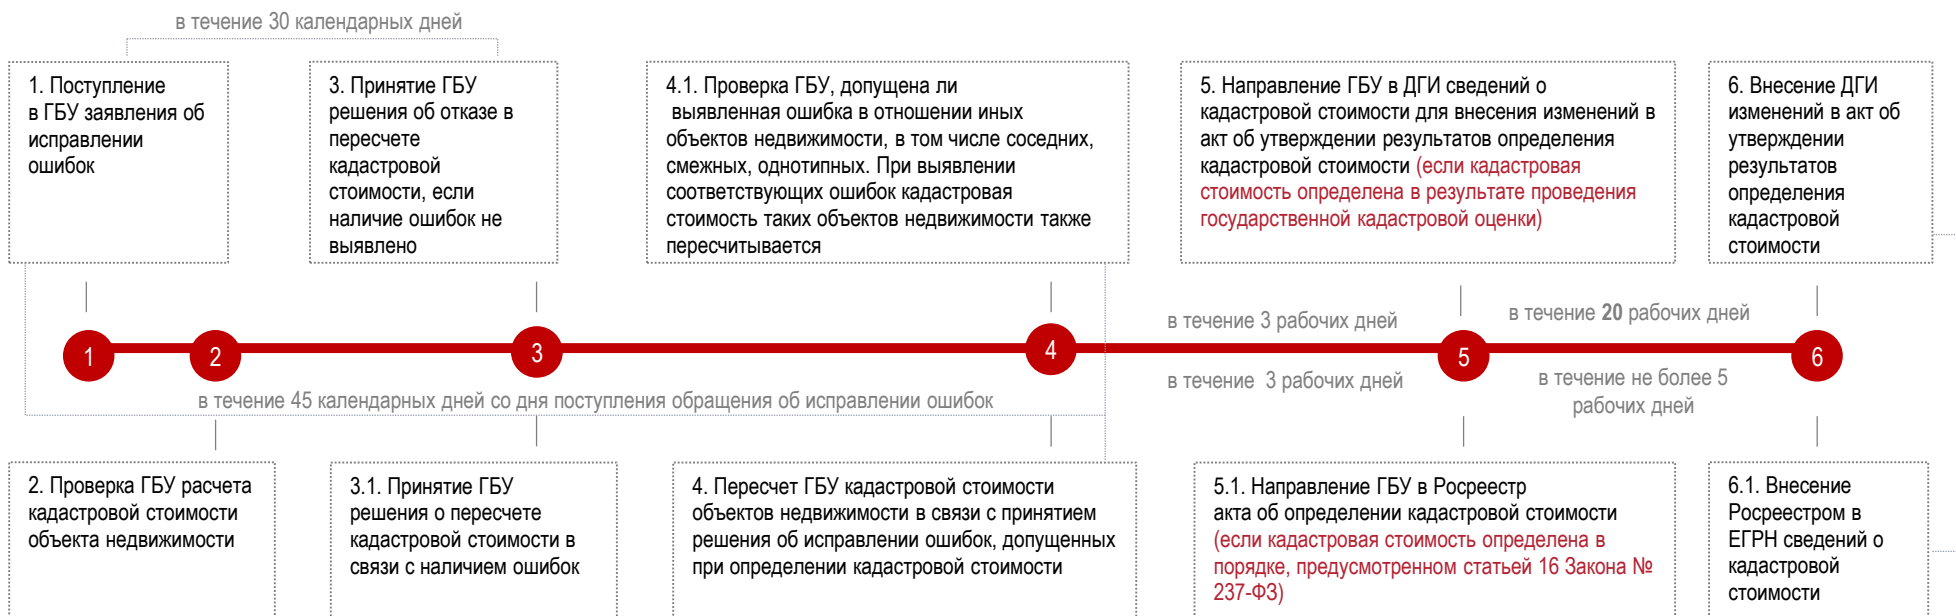 в течение 30 календарных дней
1. Поступление
в ГБУ заявления об
исправлении
ошибок
3. Принятие ГБУ
решения об отказе в
пересчете
кадастровой
стоимости, если
наличие ошибок не
выявлено
4.1. Проверка ГБУ, допущена ли
выявленная ошибка в отношении иных
объектов недвижимости, в том числе соседних,
смежных, однотипных. При выявлении
соответствующих ошибок кадастровая
стоимость таких объектов недвижимости также
пересчитывается
5. Направление ГБУ в ДГИ сведений о
кадастровой стоимости для внесения изменений в
акт об утверждении результатов определения
кадастровой стоимости (если кадастровая
стоимость определена в результате проведения
государственной кадастровой оценки)
6. Внесение ДГИ
изменений в акт об
утверждении
результатов
определения
кадастровой
стоимости
в течение 3 рабочих дней
в течение 20 рабочих дней
1
2
3
4
5
6
в течение 3 рабочих дней
в течение не более 5
рабочих дней
в течение 45 календарных дней со дня поступления обращения об исправлении ошибок
2. Проверка ГБУ расчета
кадастровой стоимости
объекта недвижимости
3.1. Принятие ГБУ
решения о пересчете
кадастровой стоимости в
связи с наличием ошибок
4. Пересчет ГБУ кадастровой стоимости
объектов недвижимости в связи с принятием
решения об исправлении ошибок, допущенных
при определении кадастровой стоимости
5.1. Направление ГБУ в Росреестр
акта об определении кадастровой стоимости
(если кадастровая стоимость определена в
порядке, предусмотренном статьей 16 Закона №
237-ФЗ)
6.1. Внесение
Росреестром в
ЕГРН сведений о
кадастровой
стоимости